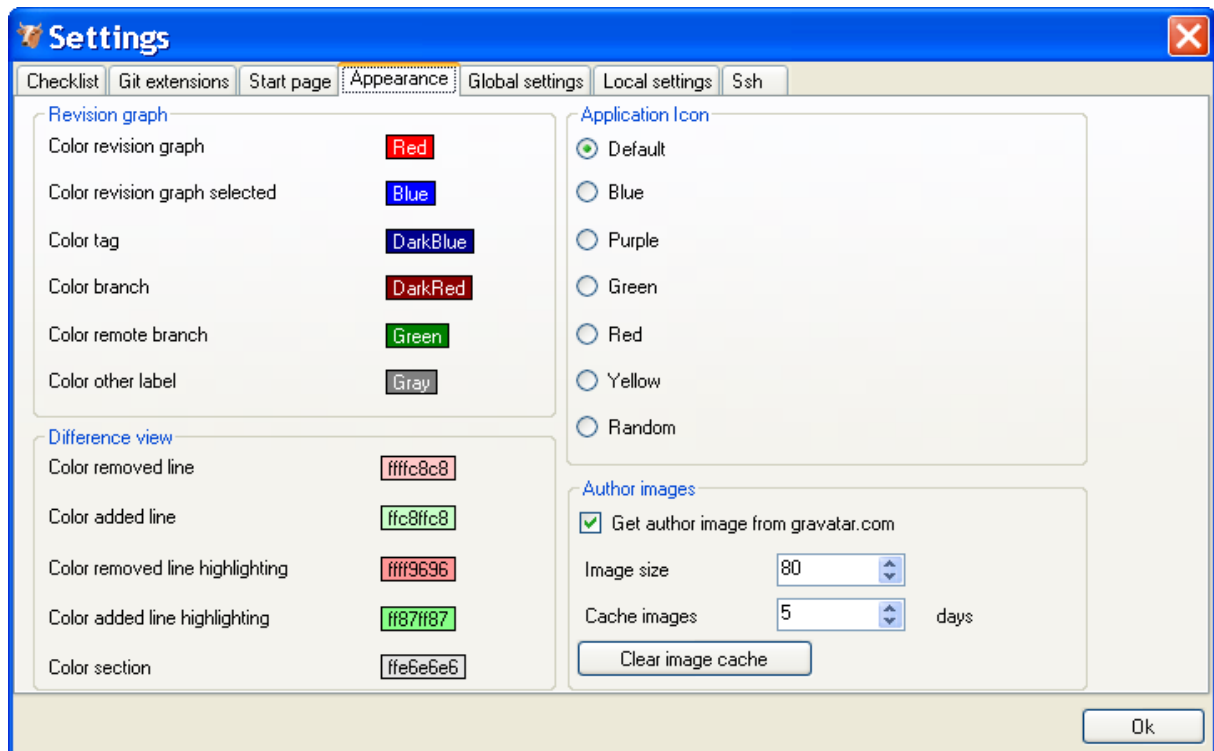 Settings
Checklist Git extensions Start page Appearance Global settings Local settings Ssh
Revision graph
Color revision graph Red
Color revision graph selected Blue
Color tag DarkBlue
Color branch DarkRed
Color remote branch Green
Color other label Gray
Difference view
Color removed line ffffc8c8
Color added line ffc8ffc8
Color removed line highlighting ffff9696
Color added line highlighting ff87ff87
Color section ffe6e6e6
Application Icon
Default
Blue
Purple
Green
Red
Yellow
Random
Author images
Get author image from gravatar.com
Image size 80
Cache images 5 days
Clear image cache
Ok